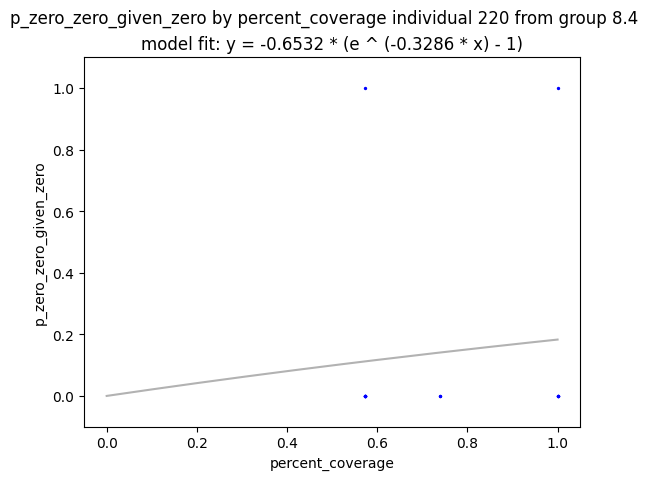 p_zero_zero_given_zero by percent_coverage individual 220 from group 8.4
model fit: y = -0.6532 * (e ^ (-0.3286 * x) - 1)
1.0
0.8
0.6
0.4
0.2
0.0
p_zero_zero_given_zero
0.0 0.2 0.4 0.6 0.8 1.0
percent_coverage